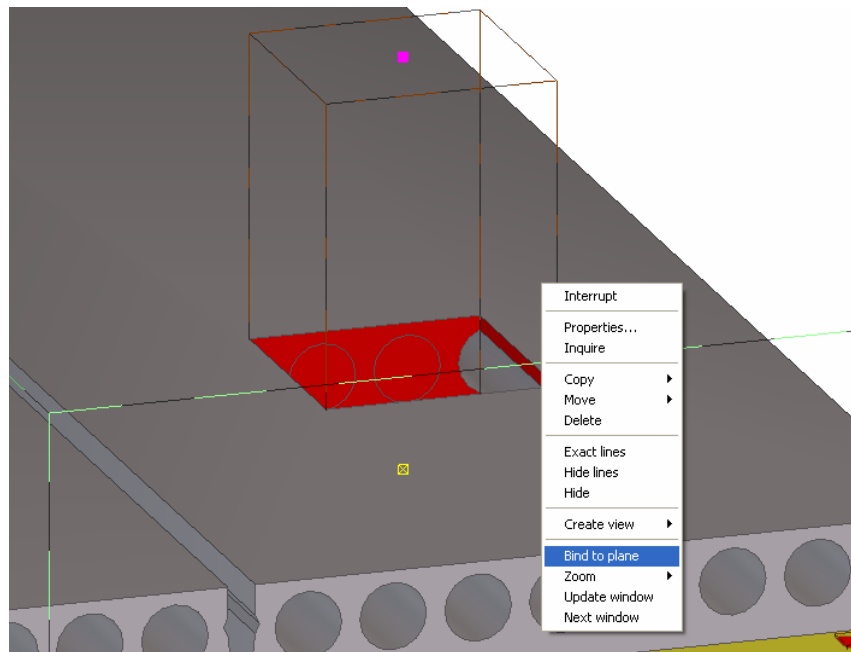 Interrupt
Properties...
Inquire
Copy
Move
Delete
Exact lines
Hide lines
Hide
Create view
Bind to plane
Zoom
Update window
Next window